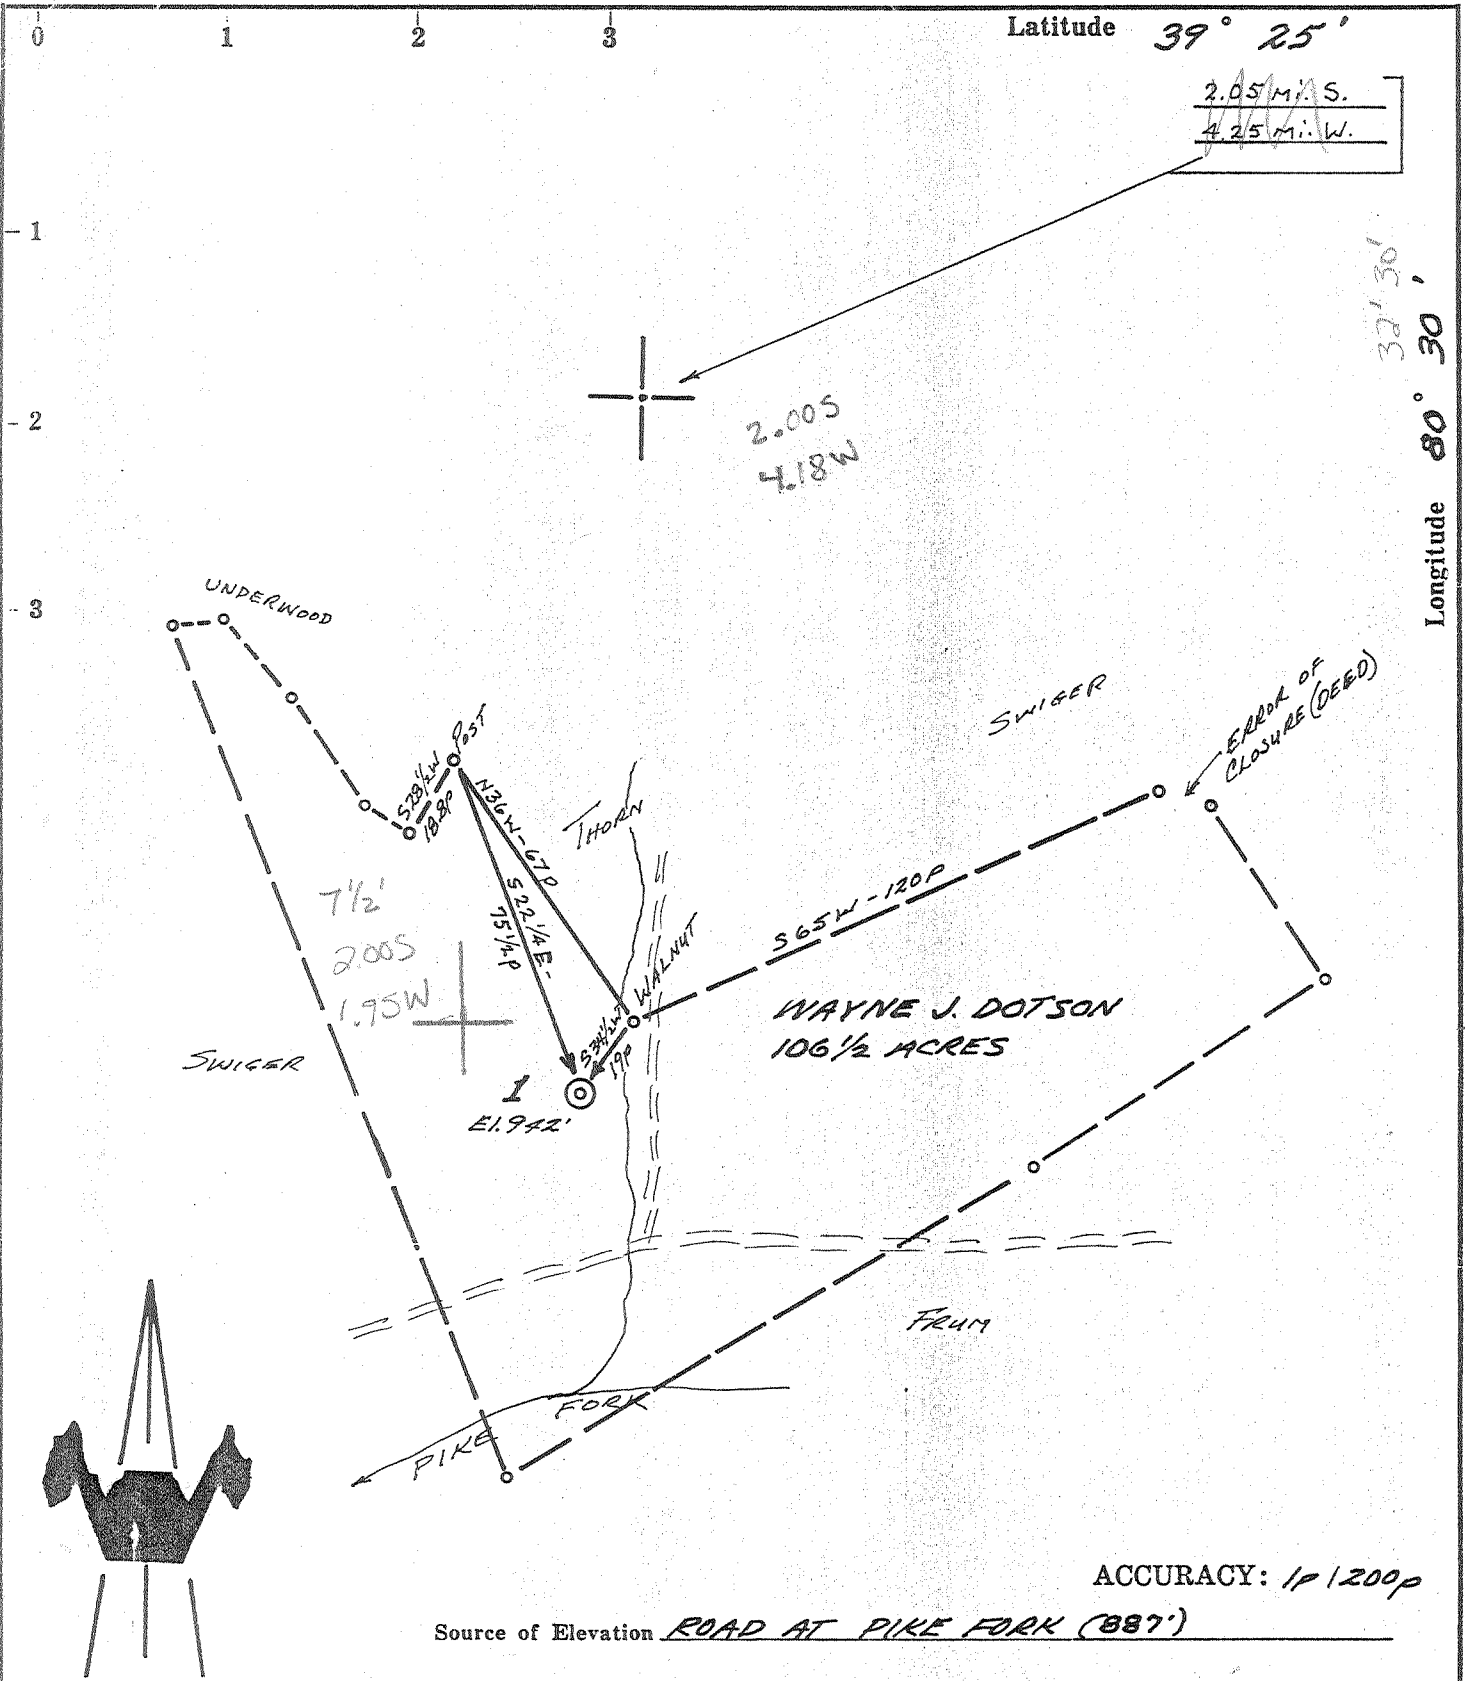 0 1 2 3
Latitude 39° 25'
2.05 Mi. S.
4.25 Mi. W.
- 1
32' 30'
Longitude 80° 30'
- 2
2.00S
4.18W
- 3
UNDERWOOD
SWIGER
ERROR OF
CLOSURE (DEED)
POST
S28½W
18.8P
N36W-67P
THORN
S22¼E-
75½P
S65W-120P
7½'
2.00S
1.95W
WALNUT
WAYNE J. DOTSON
106½ ACRES
S34½W
19P
SWIGER
1
El. 942'
FRUM
PIKE FORK
ACCURACY: 1P/200P
Source of Elevation ROAD AT PIKE FORK (887')